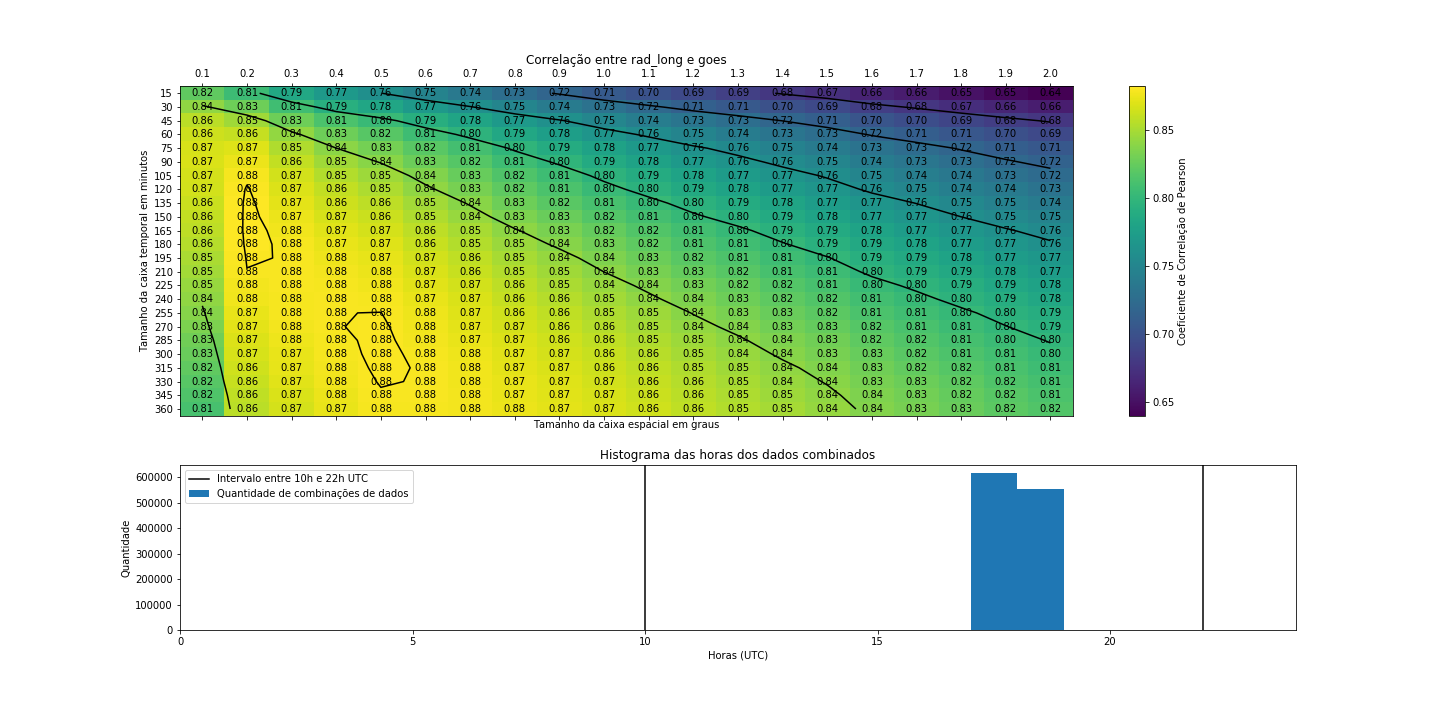 Correlação entre rad_long e goes
0.1 0.2 0.3 0.4 0.5 0.6 0.7 0.8 0.9 1.0 1.1 1.2 1.3 1.4 1.5 1.6 1.7 1.8 1.9 2.0
15 0.82 0.81 0.79 0.77 0.76 0.75 0.74 0.73 0.72 0.71 0.70 0.69 0.69 0.68 0.67 0.66 0.66 0.65 0.65 0.64
30 0.84 0.83 0.81 0.79 0.78 0.77 0.76 0.75 0.74 0.73 0.72 0.71 0.71 0.70 0.69 0.68 0.68 0.67 0.66 0.66
45 0.86 0.85 0.83 0.81 0.80 0.79 0.78 0.77 0.76 0.75 0.74 0.73 0.73 0.72 0.71 0.70 0.70 0.69 0.68 0.68
60 0.86 0.86 0.84 0.83 0.82 0.81 0.80 0.79 0.78 0.77 0.76 0.75 0.74 0.73 0.73 0.72 0.71 0.71 0.70 0.69
75 0.87 0.87 0.85 0.84 0.83 0.82 0.81 0.80 0.79 0.78 0.77 0.76 0.76 0.75 0.74 0.73 0.73 0.72 0.71 0.71
90 0.87 0.87 0.86 0.85 0.84 0.83 0.82 0.81 0.80 0.79 0.78 0.77 0.76 0.76 0.75 0.74 0.73 0.73 0.72 0.72
105 0.87 0.88 0.87 0.85 0.85 0.84 0.83 0.82 0.81 0.80 0.79 0.78 0.77 0.77 0.76 0.75 0.74 0.74 0.73 0.72
120 0.87 0.88 0.87 0.86 0.85 0.84 0.83 0.82 0.81 0.80 0.80 0.79 0.78 0.77 0.77 0.76 0.75 0.74 0.74 0.73
135 0.86 0.88 0.87 0.86 0.86 0.85 0.84 0.83 0.82 0.81 0.80 0.80 0.79 0.78 0.77 0.77 0.76 0.75 0.75 0.74
150 0.86 0.88 0.87 0.87 0.86 0.85 0.84 0.83 0.83 0.82 0.81 0.80 0.80 0.79 0.78 0.77 0.77 0.76 0.75 0.75
165 0.86 0.88 0.88 0.87 0.87 0.86 0.85 0.84 0.83 0.82 0.82 0.81 0.80 0.79 0.79 0.78 0.77 0.77 0.76 0.76
180 0.86 0.88 0.88 0.87 0.87 0.86 0.85 0.85 0.84 0.83 0.82 0.81 0.81 0.80 0.79 0.79 0.78 0.77 0.77 0.76
195 0.85 0.88 0.88 0.87 0.87 0.86 0.86 0.85 0.84 0.84 0.83 0.82 0.81 0.81 0.80 0.79 0.79 0.78 0.77 0.77
210 0.85 0.88 0.88 0.88 0.88 0.87 0.86 0.85 0.85 0.84 0.83 0.83 0.82 0.81 0.81 0.80 0.79 0.79 0.78 0.77
225 0.85 0.88 0.88 0.88 0.88 0.87 0.87 0.86 0.85 0.84 0.84 0.83 0.82 0.82 0.81 0.80 0.80 0.79 0.79 0.78
240 0.84 0.87 0.88 0.88 0.88 0.87 0.87 0.86 0.86 0.85 0.84 0.83 0.83 0.82 0.82 0.81 0.80 0.80 0.79 0.78
255 0.84 0.87 0.88 0.88 0.88 0.88 0.87 0.86 0.86 0.85 0.85 0.84 0.83 0.83 0.82 0.81 0.81 0.80 0.80 0.79
270 0.83 0.87 0.88 0.88 0.88 0.88 0.87 0.87 0.86 0.86 0.85 0.84 0.84 0.83 0.83 0.82 0.81 0.81 0.80 0.79
285 0.83 0.87 0.88 0.88 0.88 0.88 0.87 0.87 0.86 0.86 0.85 0.85 0.84 0.84 0.83 0.82 0.82 0.81 0.80 0.80
300 0.83 0.87 0.87 0.88 0.88 0.88 0.88 0.87 0.87 0.86 0.86 0.85 0.84 0.84 0.83 0.83 0.82 0.81 0.81 0.80
315 0.82 0.86 0.87 0.88 0.88 0.88 0.88 0.87 0.87 0.86 0.86 0.85 0.85 0.84 0.84 0.83 0.82 0.82 0.81 0.81
330 0.82 0.86 0.87 0.88 0.88 0.88 0.88 0.87 0.87 0.86 0.86 0.85 0.85 0.84 0.84 0.83 0.83 0.82 0.82 0.81
345 0.82 0.86 0.87 0.87 0.88 0.88 0.88 0.87 0.87 0.87 0.86 0.86 0.85 0.85 0.84 0.84 0.83 0.82 0.82 0.81
360 0.81 0.86 0.87 0.87 0.88 0.88 0.88 0.88 0.87 0.87 0.86 0.86 0.85 0.85 0.84 0.84 0.83 0.83 0.82 0.82
Tamanho da caixa temporal em minutos
Tamanho da caixa espacial em graus
0.85
0.80
0.75
0.70
0.65
Coeficiente de Correlação de Pearson
Histograma das horas dos dados combinados
Intervalo entre 10h e 22h UTC
Quantidade de combinações de dados
600000
500000
400000
300000
200000
100000
0
Quantidade
0 5 10 15 20
Horas (UTC)